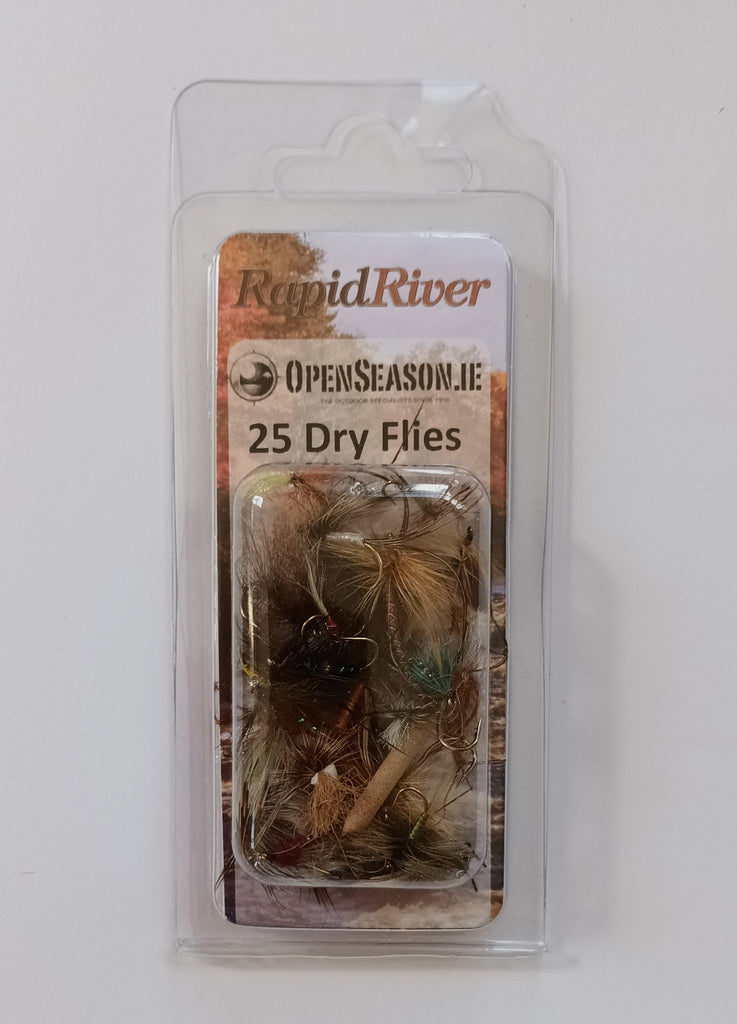 RapidRiver
OPENSEASON.IE
THE OUTDOOR SPECIALISTS SINCE 1990
25 Dry Flies